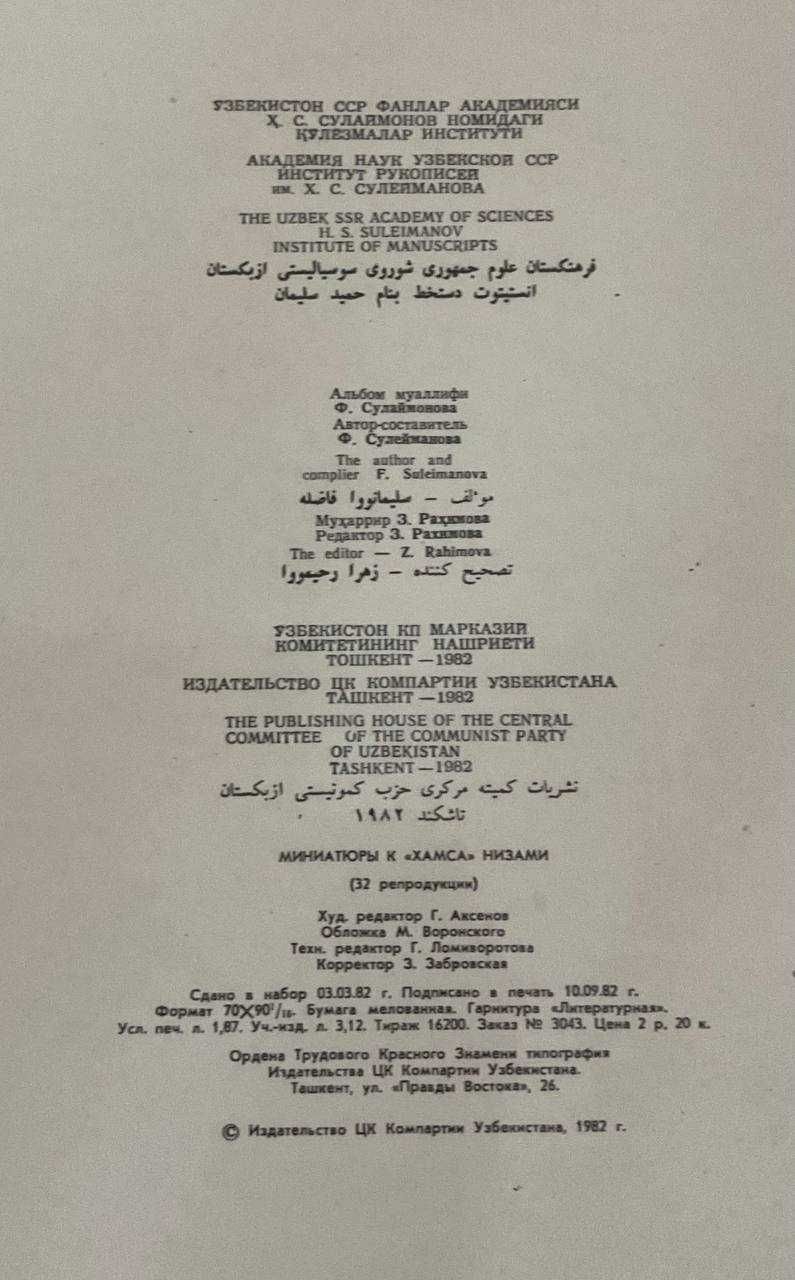 ЎЗБЕКИСТОН ССР ФАНЛАР АКАДЕМИЯСИ
Ҳ. С. СУЛАЙМОНОВ НОМИДАГИ
ҚЎЛЕЗМАЛАР ИНСТИТУТИ
АКАДЕМИЯ НАУК УЗБЕКСКОЙ ССР
ИНСТИТУТ РУКОПИСЕЙ
им. Х. С. СУЛЕЙМАНОВА
THE UZBEK SSR ACADEMY OF SCIENCES
H. S. SULEIMANOV
INSTITUTE OF MANUSCRIPTS
فرهنگستان علوم جمهوری شوروی سوسیالیستی ازبکستان
انستیتوت دستخط بنام حمید سلیمان
Альбом муаллифи
Ф. Сулаймонова
Автор-составитель
Ф. Сулейманова
The author and
complier F. Suleimanova
موٴلف — سلیمانووا فاضله
Муҳаррир З. Раҳимова
Редактор З. Рахимова
The editor — Z. Rahimova
تصحیح کننده — زهرا رحیمووا
ЎЗБЕКИСТОН КП МАРКАЗИЙ
КОМИТЕТИНИНГ НАШРИЁТИ
ТОШКЕНТ — 1982
ИЗДАТЕЛЬСТВО ЦК КОМПАРТИИ УЗБЕКИСТАНА
ТАШКЕНТ — 1982
THE PUBLISHING HOUSE OF THE CENTRAL
COMMITTEE OF THE COMMUNIST PARTY
OF UZBEKISTAN
TASHKENT — 1982
نشریات کمیته مرکزی حزب کمونیستی ازبکستان
تاشکند ۱۹۸۲
МИНИАТЮРЫ К «ХАМСА» НИЗАМИ
(32 репродукции)
Худ. редактор Г. Аксенов
Обложка М. Воронского
Техн. редактор Г. Ломиворотова
Корректор З. Забровская
Сдано в набор 03.03.82 г. Подписано в печать 10.09.82 г.
Формат 70X90¹/₁₆. Бумага мелованная. Гарнитура «Литературная».
Усл. печ. л. 1,87. Уч.-изд. л. 3,12. Тираж 16200. Заказ № 3043. Цена 2 р. 20 к.
Ордена Трудового Красного Знамени типография
Издательства ЦК Компартии Узбекистана.
Ташкент, ул. «Правды Востока», 26.
© Издательство ЦК Компартии Узбекистана, 1982 г.